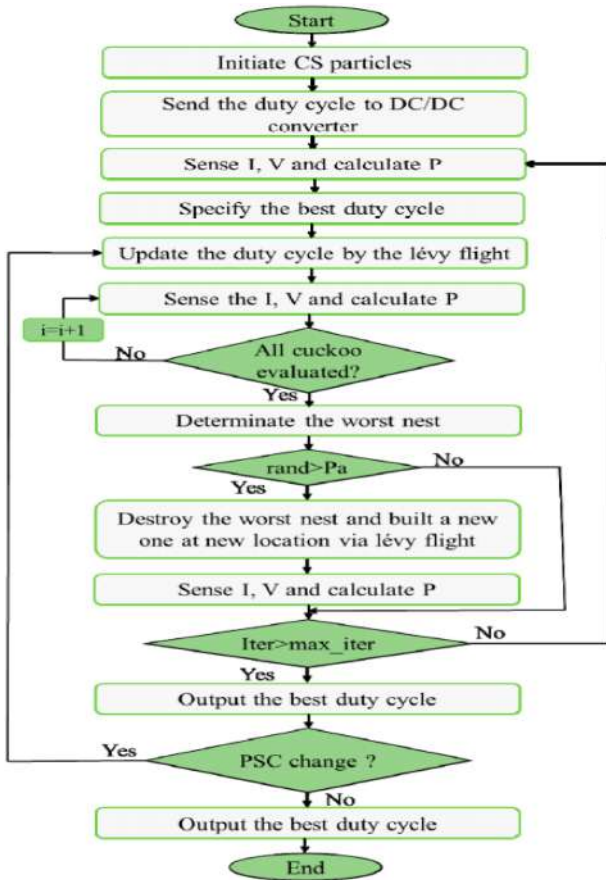 Start
Initiate CS particles
Send the duty cycle to DC/DC
converter
Sense I, V and calculate P
Specify the best duty cycle
Update the duty cycle by the lévy flight
Sense the I, V and calculate P
i=i+1
No
All cuckoo
evaluated?
Yes
Determinate the worst nest
rand>Pa
No
Yes
Destroy the worst nest and built a new
one at new location via lévy flight
Sense I, V and calculate P
Iter>max_iter
No
Yes
Output the best duty cycle
Yes
PSC change ?
No
Output the best duty cycle
End